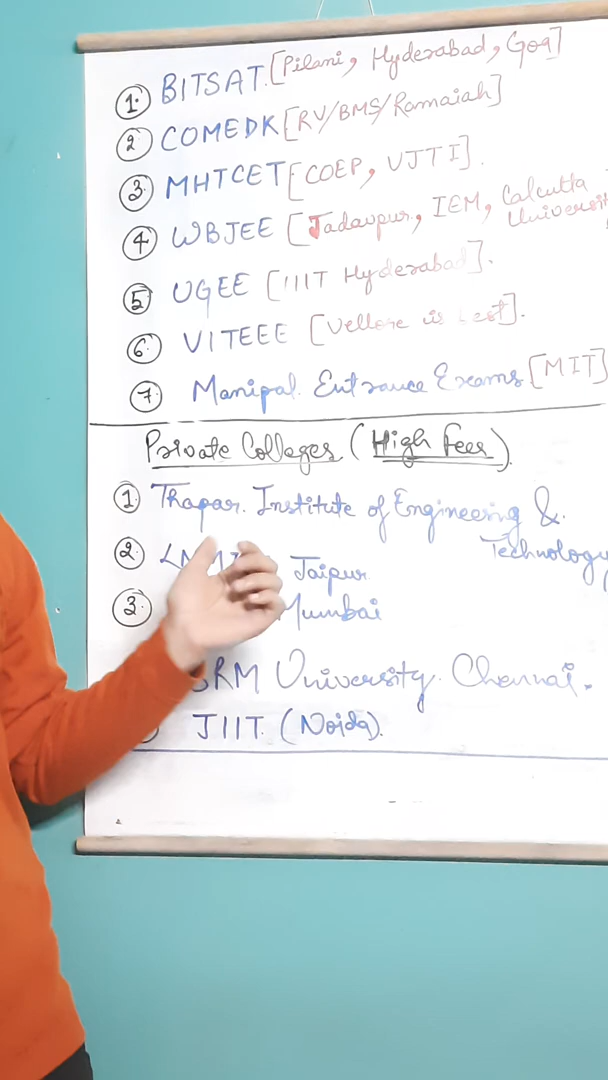 1. BITSAT. [Pilani, Hyderabad, Goa]
2 COMEDK [RV/BMS/Ramaiah]
3. MHTCET [COEP, VJTI].
4 WBJEE [Jadavpur, IEM, Calcutta University
5 UGEE [IIIT Hyderabad].
6. VITEEE [Vellore is best].
7. Manipal. Entrance Exams [MIT]
Private Colleges (High Fees).
1 Thapar. Institute of Engineering & Technology
2. Jaipur
3. Mumbai
SRM University. Chennai.
JIIT. (Noida).